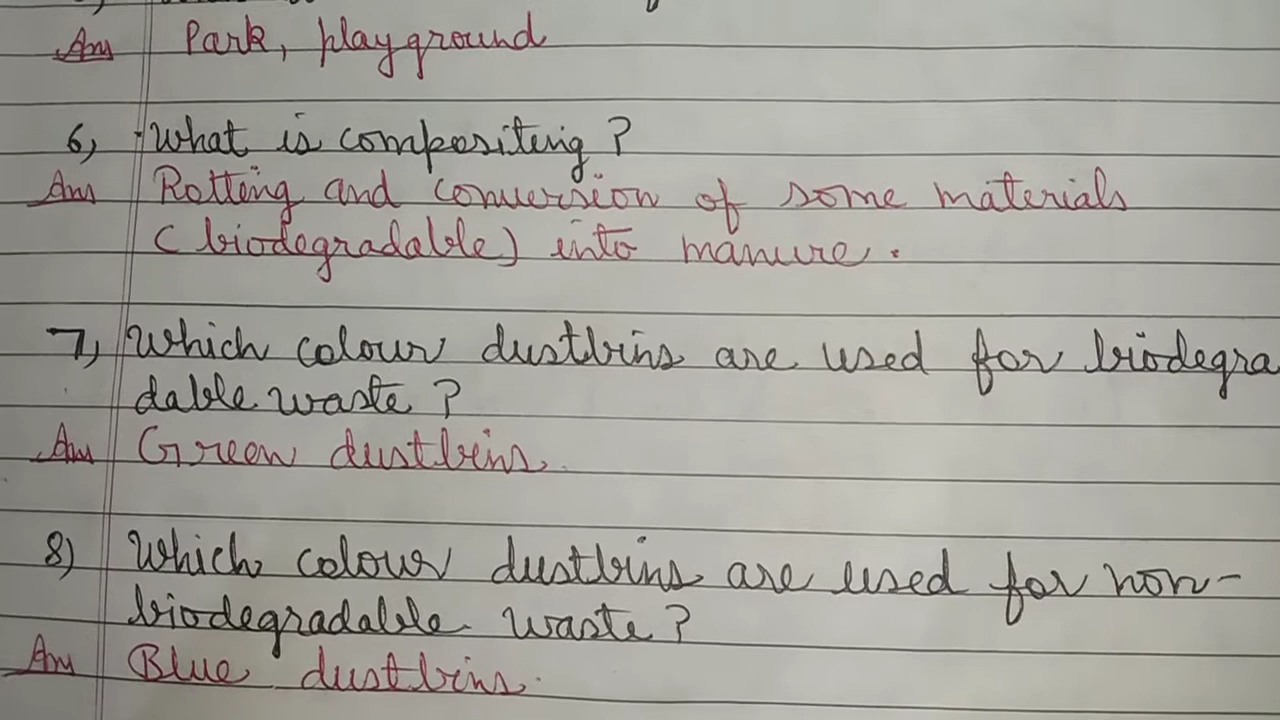 Ans Park, playground
6) What is compositing?
Ans Rotting and conversion of some materials
(biodegradable) into manure.
7) Which colour dustbins are used for biodegra
dable waste?
Ans Green dustbins.
8) Which colour dustbins are used for non-
biodegradable waste?
Ans Blue dustbins.